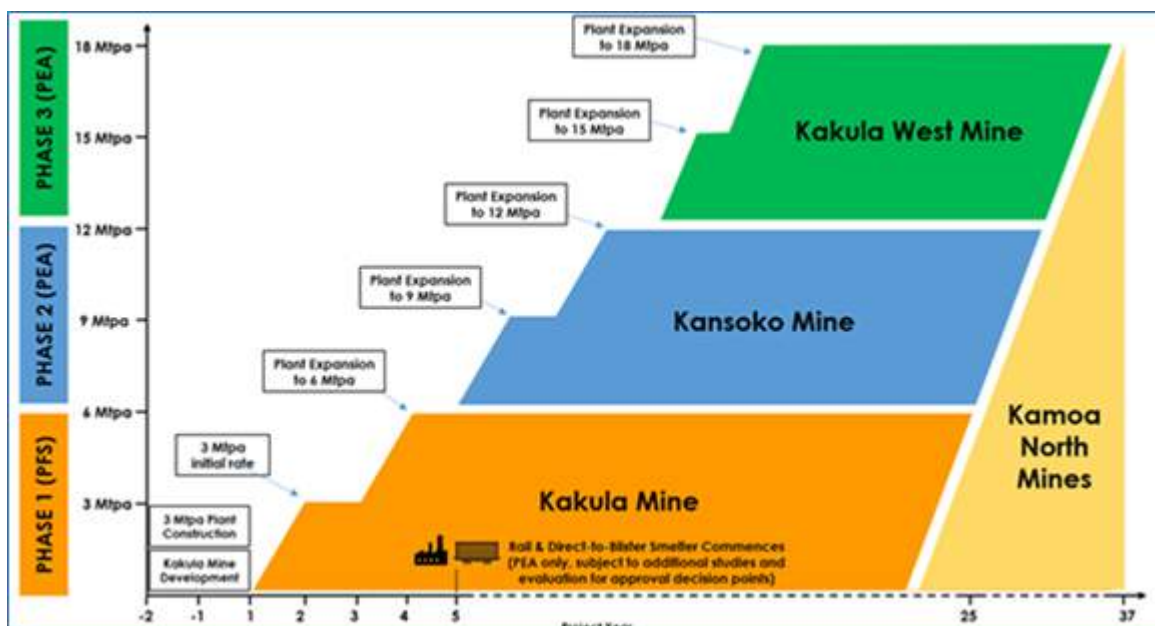 PHASE 3 (PEA)
PHASE 2 (PEA)
PHASE 1 (PFS)
18 Mtpa
15 Mtpa
12 Mtpa
9 Mtpa
6 Mtpa
3 Mtpa
Plant Expansion
to 18 Mtpa
Plant Expansion
to 15 Mtpa
Plant Expansion
to 12 Mtpa
Plant Expansion
to 9 Mtpa
Plant Expansion
to 6 Mtpa
3 Mtpa
initial rate
3 Mtpa Plant
Construction
Kakula Mine
Development
Kakula West Mine
Kansoko Mine
Kakula Mine
Kamoa
North
Mines
Rail & Direct-to-Blister Smelter Commences
(PEA only, subject to additional studies and
evaluation for approval decision points)
-2 -1 1 2 3 4 5 25 37
Project Year